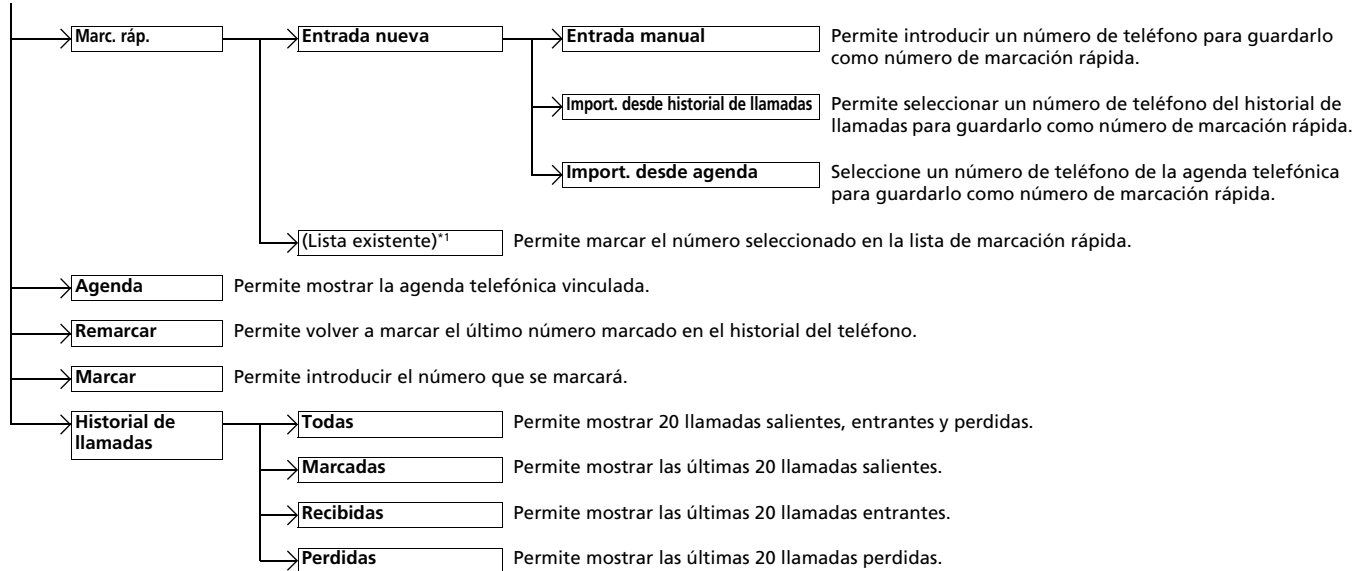 Marc. ráp.
Entrada nueva
Entrada manual
Permite introducir un número de teléfono para guardarlo
como número de marcación rápida.
Import. desde historial de llamadas
Permite seleccionar un número de teléfono del historial de
llamadas para guardarlo como número de marcación rápida.
Import. desde agenda
Seleccione un número de teléfono de la agenda telefónica
para guardarlo como número de marcación rápida.
(Lista existente)*1
Permite marcar el número seleccionado en la lista de marcación rápida.
Agenda
Permite mostrar la agenda telefónica vinculada.
Remarcar
Permite volver a marcar el último número marcado en el historial del teléfono.
Marcar
Permite introducir el número que se marcará.
Historial de
llamadas
Todas
Permite mostrar 20 llamadas salientes, entrantes y perdidas.
Marcadas
Permite mostrar las últimas 20 llamadas salientes.
Recibidas
Permite mostrar las últimas 20 llamadas entrantes.
Perdidas
Permite mostrar las últimas 20 llamadas perdidas.